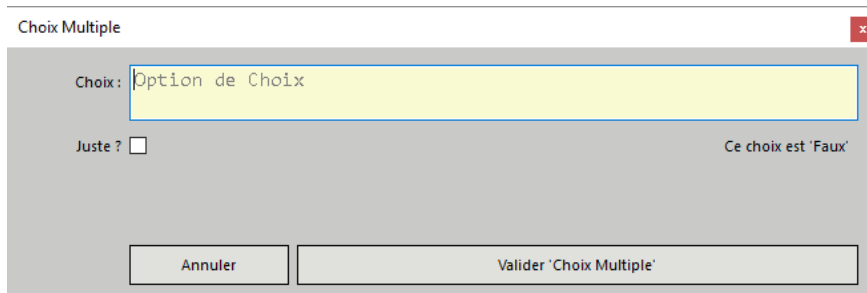 Choix Multiple
x
Choix : Option de Choix
Juste ? Ce choix est 'Faux'
Annuler Valider 'Choix Multiple'